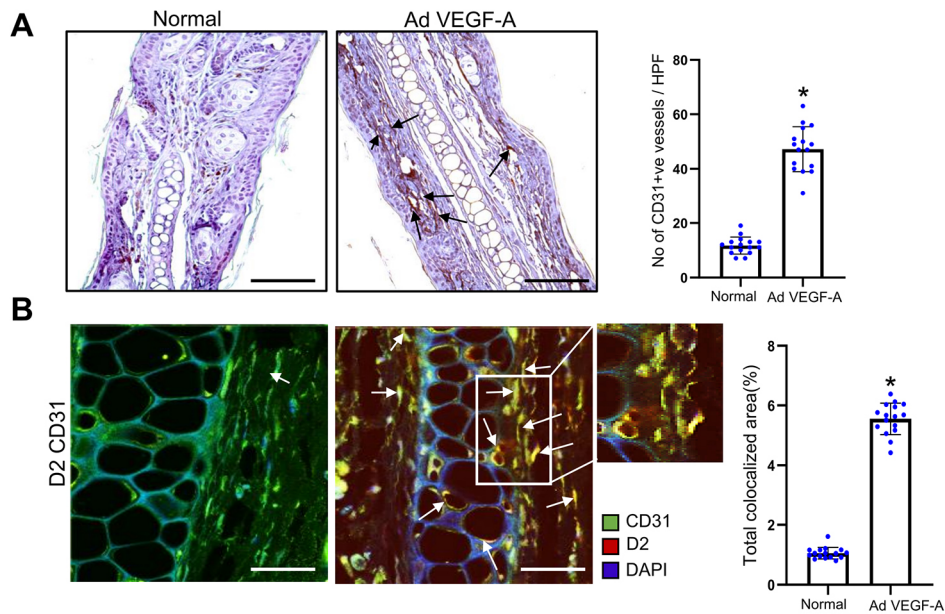 A
Normal
Ad VEGF-A
No of CD31+ve vessels / HPF
80
60
40
20
0
*
Normal
Ad VEGF-A
B
D2 CD31
CD31
D2
DAPI
Total colocalized area(%)
8
6
4
2
0
*
Normal
Ad VEGF-A